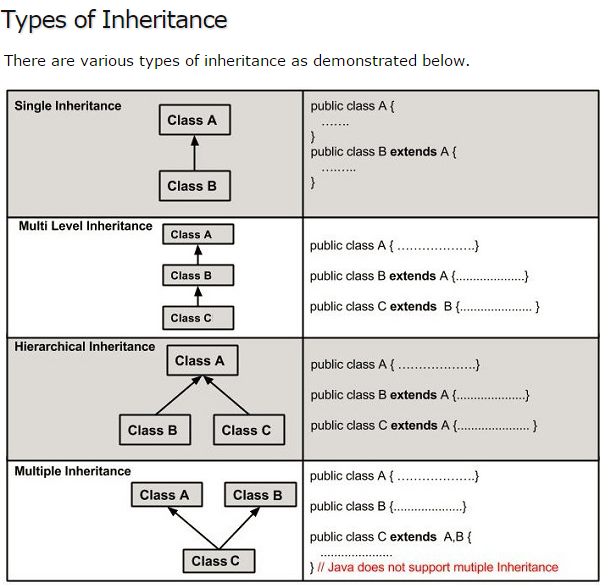 Types of Inheritance
There are various types of inheritance as demonstrated below.
Single Inheritance
Class A
Class B
public class A {
.......
}
public class B extends A {
.........
}
Multi Level Inheritance
Class A
Class B
Class C
public class A { ....................}
public class B extends A {.....................}
public class C extends  B {...................... }
Hierarchical Inheritance
Class A
Class B
Class C
public class A { ....................}
public class B extends A {.....................}
public class C extends A {...................... }
Multiple Inheritance
Class A
Class B
Class C
public class A { ....................}
public class B {.....................}
public class C extends  A,B {
......................
} // Java does not support mutiple Inheritance